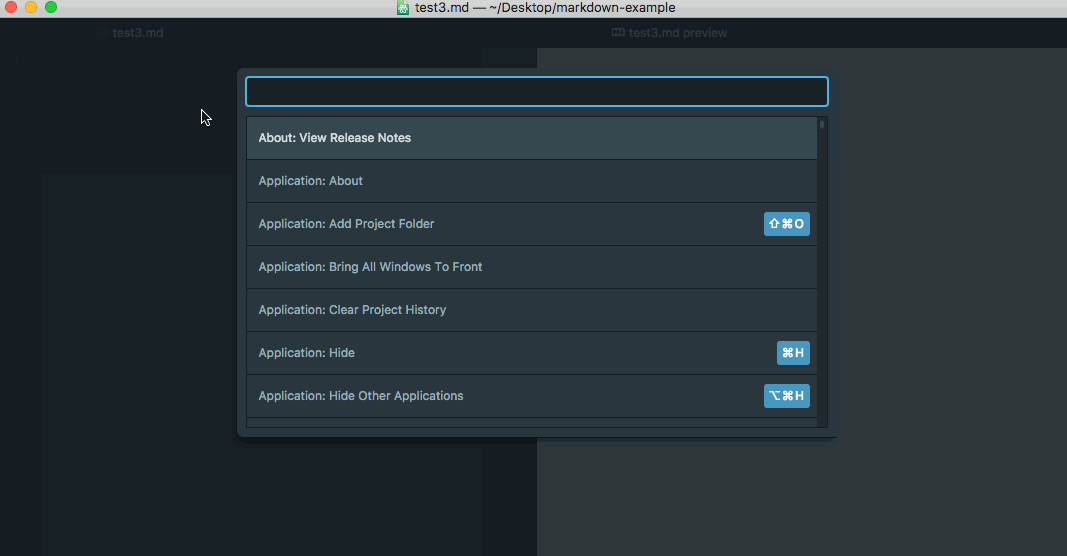 test3.md — ~/Desktop/markdown-example
test3.md
test3.md preview
About: View Release Notes
Application: About
Application: Add Project Folder ⇧⌘O
Application: Bring All Windows To Front
Application: Clear Project History
Application: Hide ⌘H
Application: Hide Other Applications ⌥⌘H